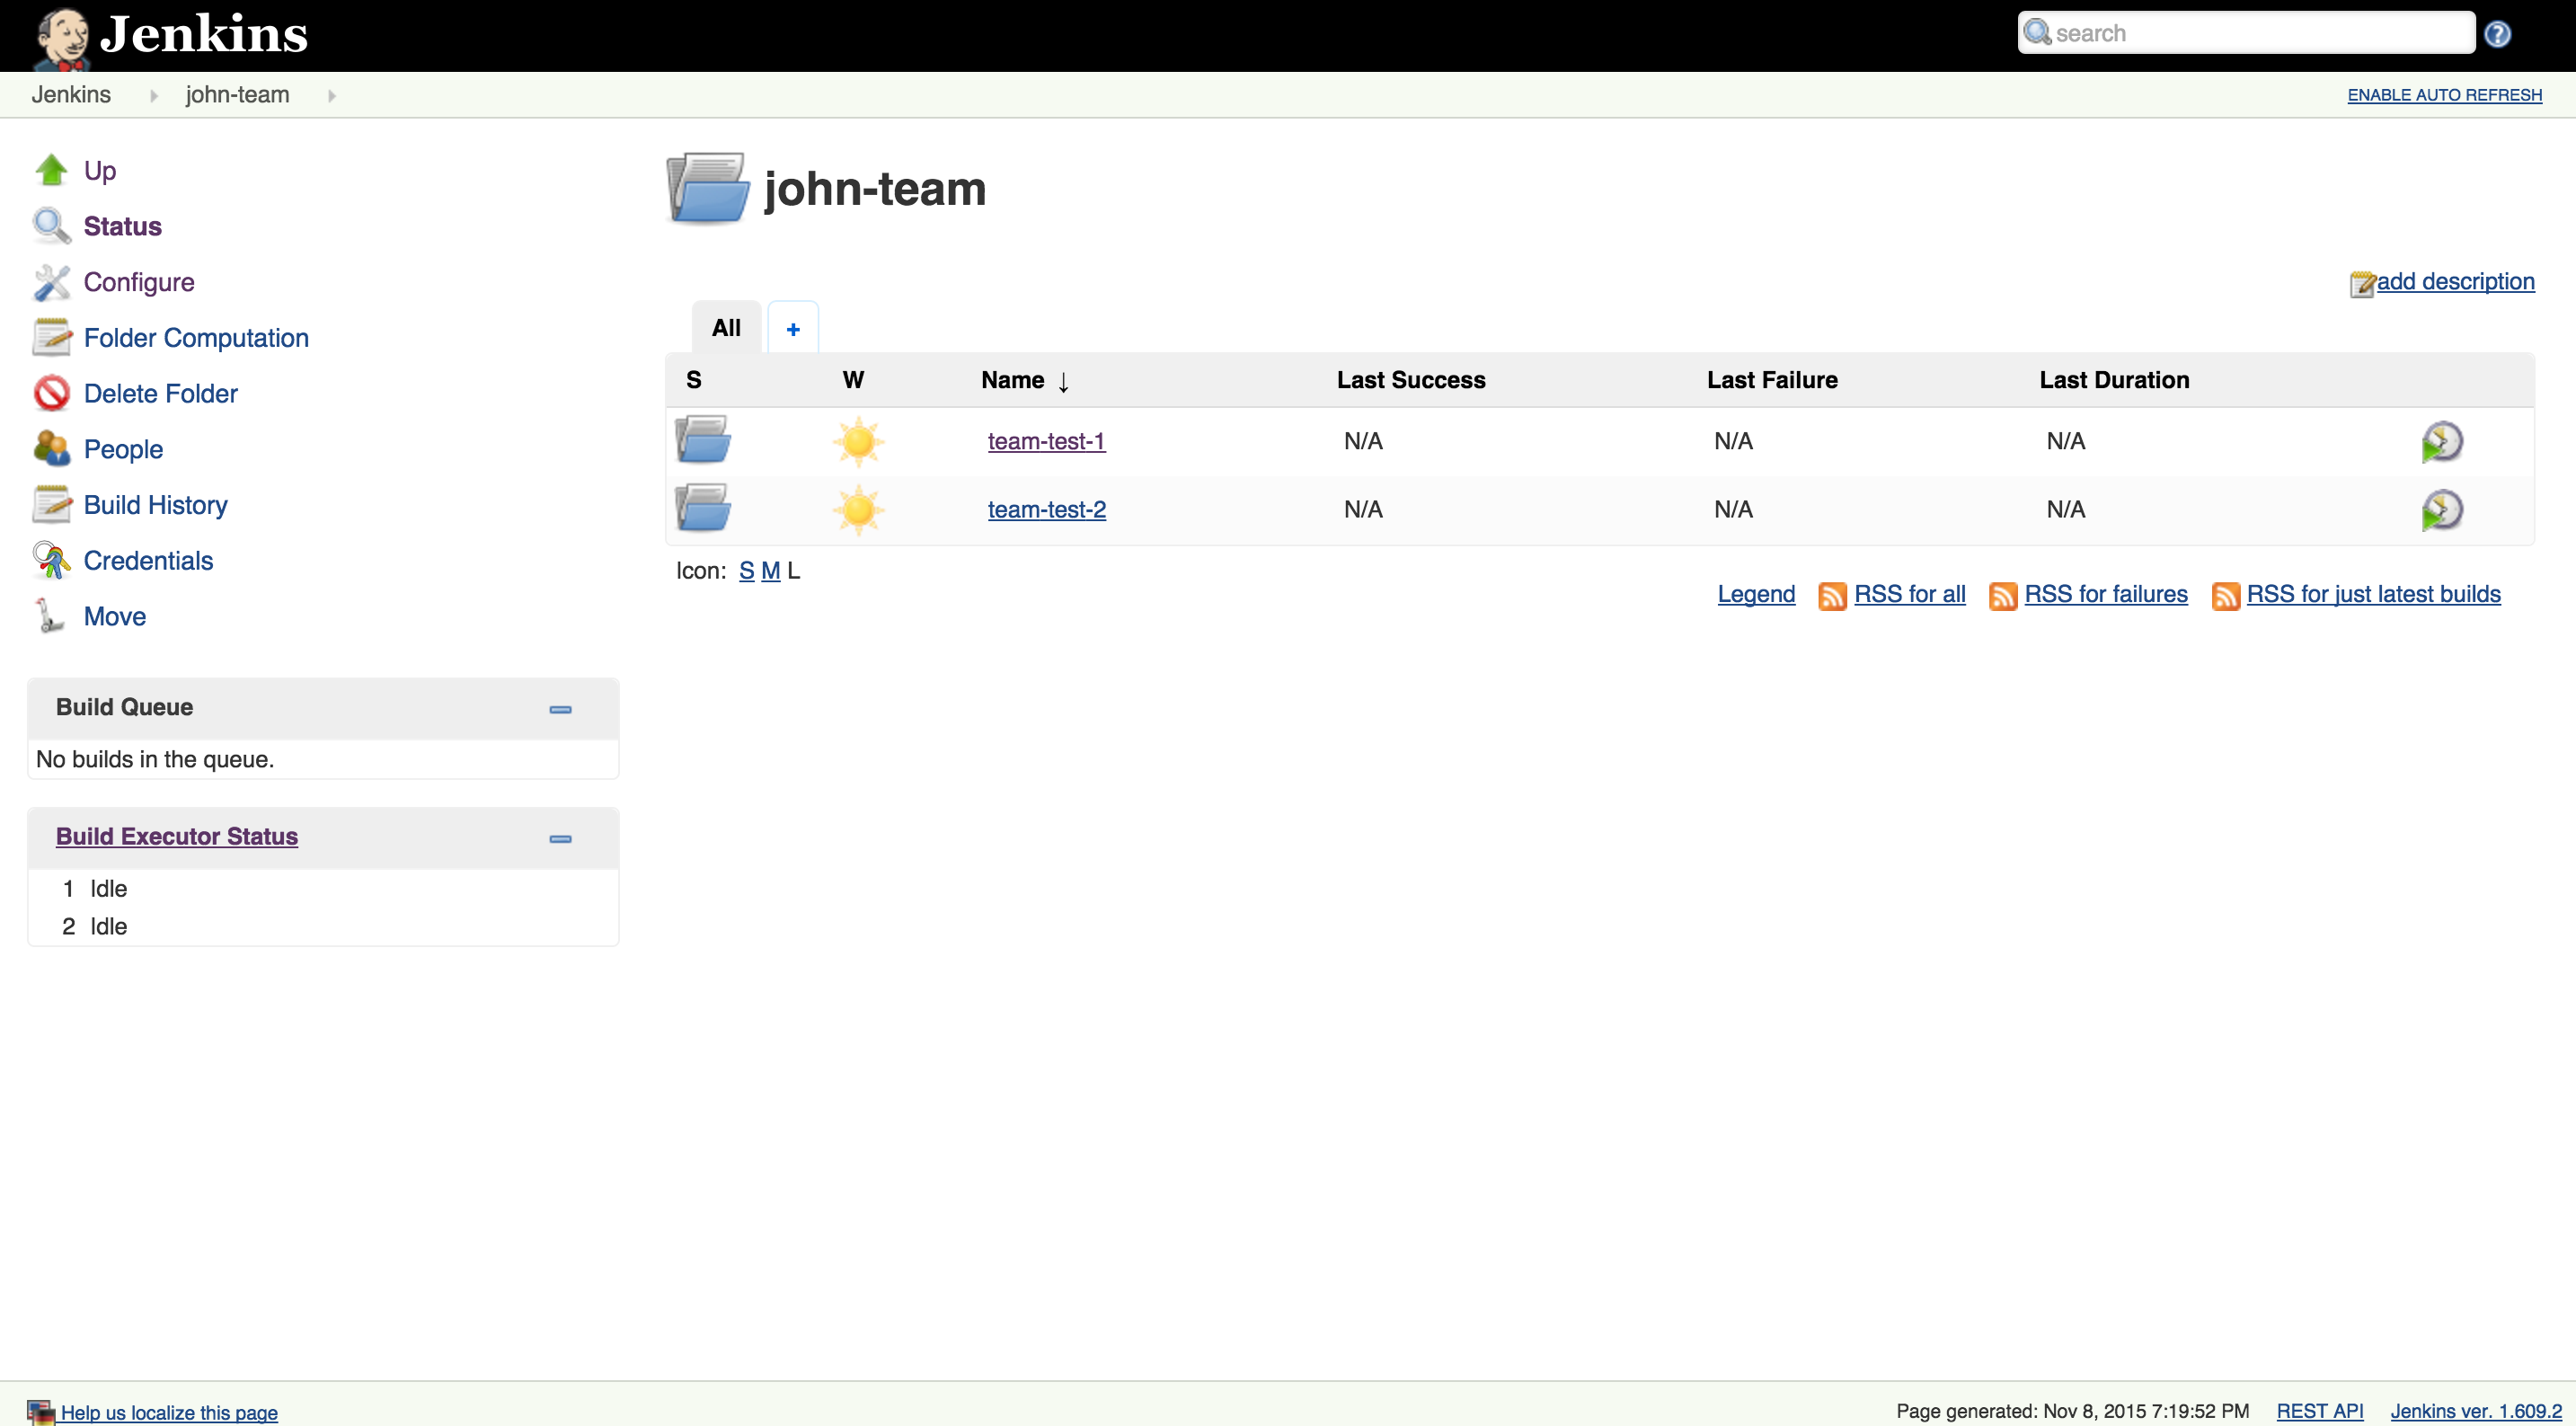 Jenkins
search
Jenkins john-team
ENABLE AUTO REFRESH
Up
Status
Configure
Folder Computation
Delete Folder
People
Build History
Credentials
Move
Build Queue
No builds in the queue.
Build Executor Status
1 Idle
2 Idle
john-team
add description
All +
S W Name ↓ Last Success Last Failure Last Duration
team-test-1 N/A N/A N/A
team-test-2 N/A N/A N/A
Icon: S M L
Legend RSS for all RSS for failures RSS for just latest builds
Help us localize this page
Page generated: Nov 8, 2015 7:19:52 PM REST API Jenkins ver. 1.609.2